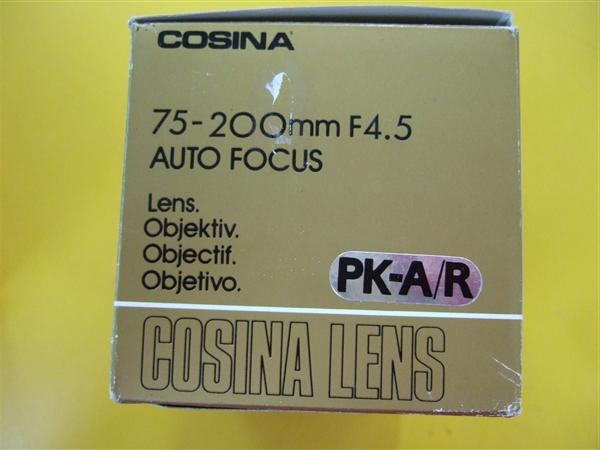 COSINA
75-200mm F4.5
AUTO FOCUS
Lens.
Objektiv.
Objectif.
Objetivo.
PK-A/R
COSINA LENS